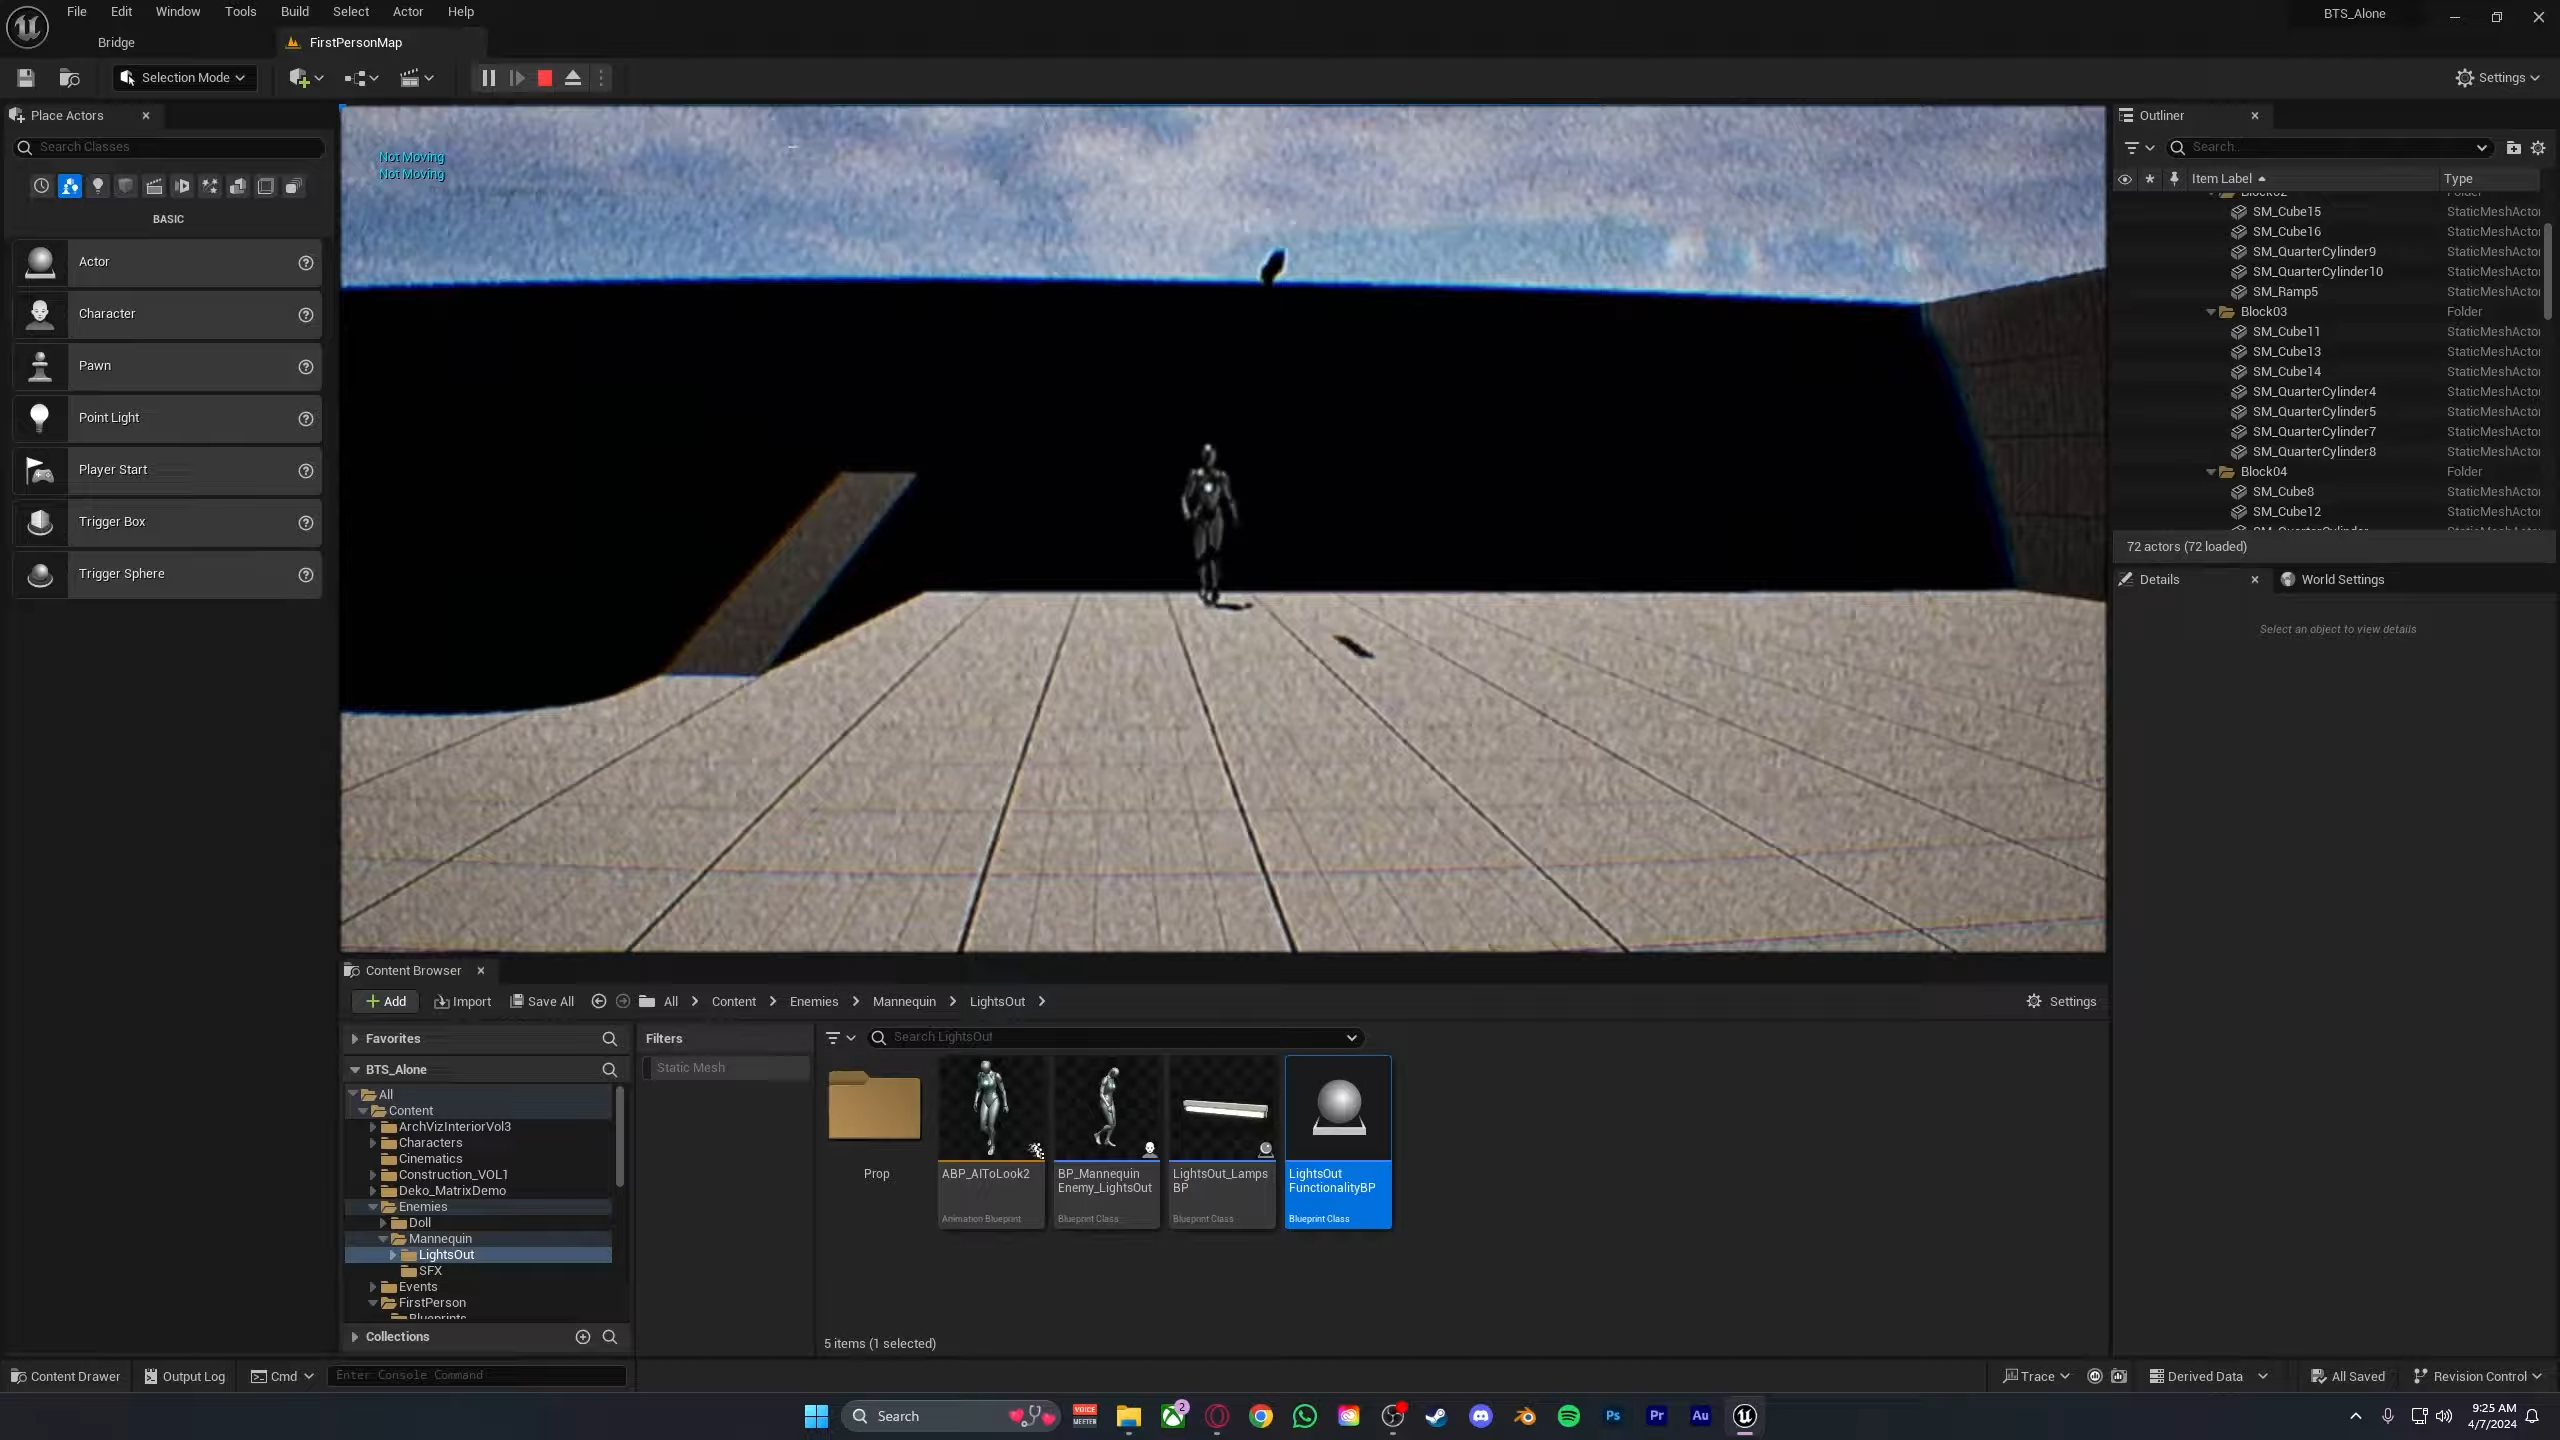 File Edit Window Tools Build Select Actor Help
BTS_Alone
Bridge
FirstPersonMap
Selection Mode
Settings
Place Actors
Search Classes
BASIC
Actor
Character
Pawn
Point Light
Player Start
Trigger Box
Trigger Sphere
Not Moving
Not Moving
Outliner
Search...
Item Label
Type
SM_Cube15 StaticMeshActor
SM_Cube16 StaticMeshActor
SM_QuarterCylinder9 StaticMeshActor
SM_QuarterCylinder10 StaticMeshActor
SM_Ramp5 StaticMeshActor
Block03 Folder
SM_Cube11 StaticMeshActor
SM_Cube13 StaticMeshActor
SM_Cube14 StaticMeshActor
SM_QuarterCylinder4 StaticMeshActor
SM_QuarterCylinder5 StaticMeshActor
SM_QuarterCylinder7 StaticMeshActor
SM_QuarterCylinder8 StaticMeshActor
Block04 Folder
SM_Cube8 StaticMeshActor
SM_Cube12 StaticMeshActor
72 actors (72 loaded)
Details
World Settings
Select an object to view details
Content Browser
Add
Import
Save All
All
Content
Enemies
Mannequin
LightsOut
Settings
Favorites
BTS_Alone
All
Content
ArchVizInteriorVol3
Characters
Cinematics
Construction_VOL1
Deko_MatrixDemo
Enemies
Doll
Mannequin
LightsOut
SFX
Events
FirstPerson
Blueprints
Collections
Filters
Static Mesh
Search LightsOut
Prop
ABP_AIToLook2
Animation Blueprint
BP_Mannequin
Enemy_LightsOut
Blueprint Class
LightsOut_Lamps
BP
Blueprint Class
LightsOut
FunctionalityBP
Blueprint Class
5 items (1 selected)
Content Drawer
Output Log
Cmd
Enter Console Command
Trace
Derived Data
All Saved
Revision Control
Search
VOICE
MEETER
2
Ps
Pr
Au
9:25 AM
4/7/2024